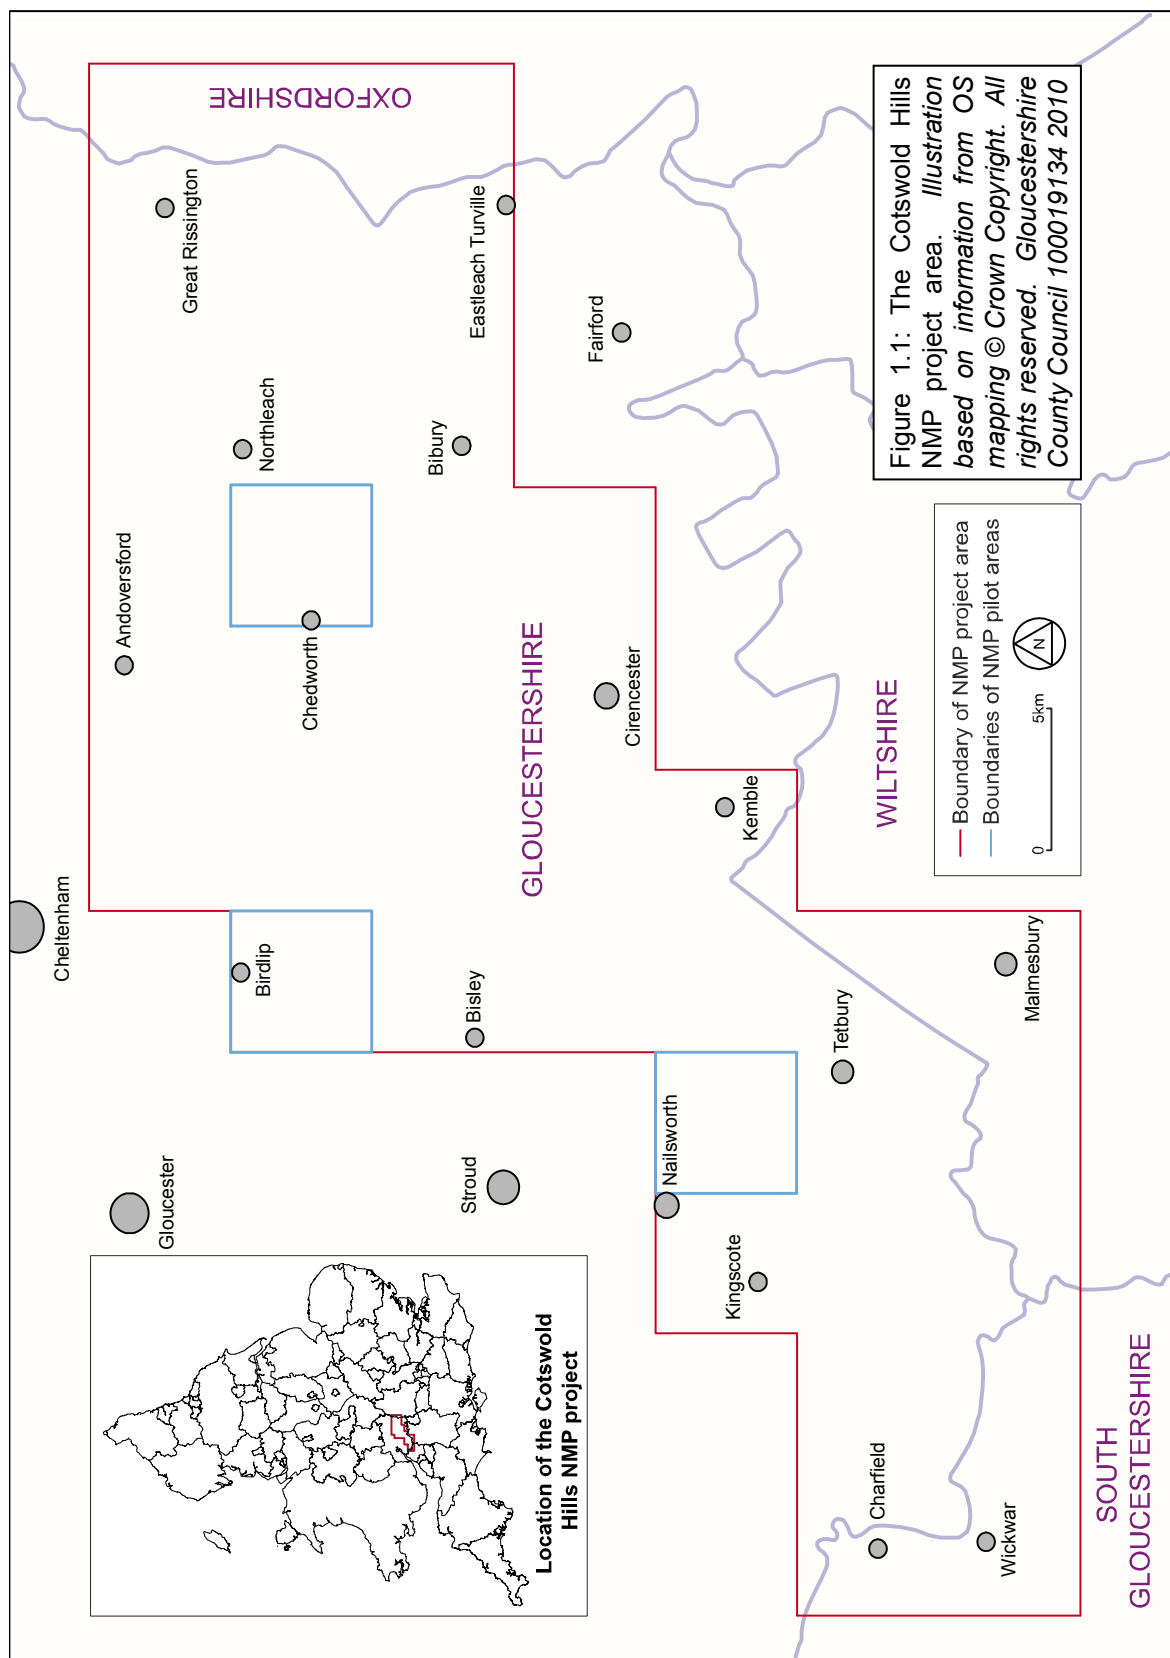 Cheltenham
Gloucester
Andoversford
Great Rissington
OXFORDSHIRE
Birdlip
Northleach
Chedworth
Bisley
Stroud
Bibury
Eastleach Turville
GLOUCESTERSHIRE
Cirencester
Fairford
Nailsworth
Kingscote
Kemble
Tetbury
Malmesbury
WILTSHIRE
Charfield
Wickwar
SOUTH
GLOUCESTERSHIRE
Location of the Cotswold
Hills NMP project
Boundary of NMP project area
Boundaries of NMP pilot areas
0
5km
N
Figure 1.1: The Cotswold Hills
NMP project area. Illustration
based on information from OS
mapping © Crown Copyright. All
rights reserved. Gloucestershire
County Council 100019134 2010